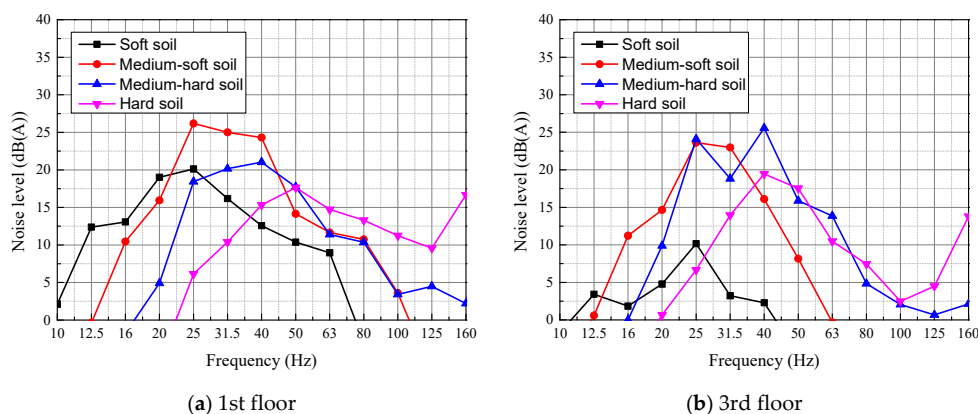 40
35
30
25
20
15
10
5
0
Noise level (dB(A))
Soft soil
Medium-soft soil
Medium-hard soil
Hard soil
10 12.5 16 20 25 31.5 40 50 63 80 100 125 160
Frequency (Hz)
(a) 1st floor
40
35
30
25
20
15
10
5
0
Noise level (dB(A))
Soft soil
Medium-soft soil
Medium-hard soil
Hard soil
10 12.5 16 20 25 31.5 40 50 63 80 100 125 160
Frequency (Hz)
(b) 3rd floor